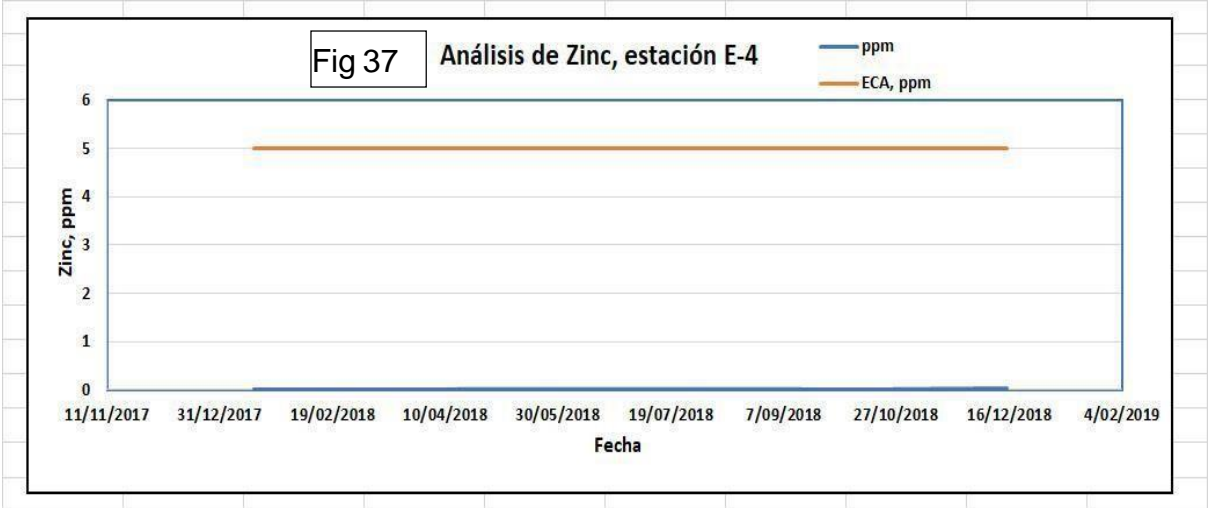 Fig 37
Análisis de Zinc, estación E-4
ppm
ECA, ppm
Zinc, ppm
6
5
4
3
2
1
0
11/11/2017 31/12/2017 19/02/2018 10/04/2018 30/05/2018 19/07/2018 7/09/2018 27/10/2018 16/12/2018 4/02/2019
Fecha